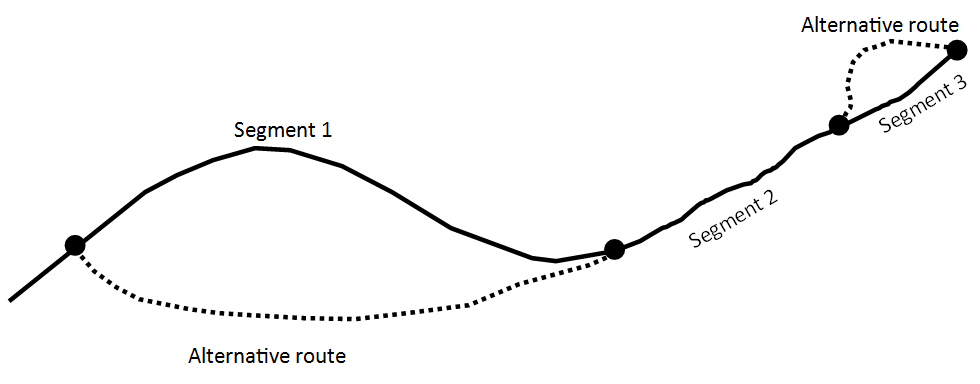 Alternative route
Segment 3
Segment 1
Segment 2
Alternative route